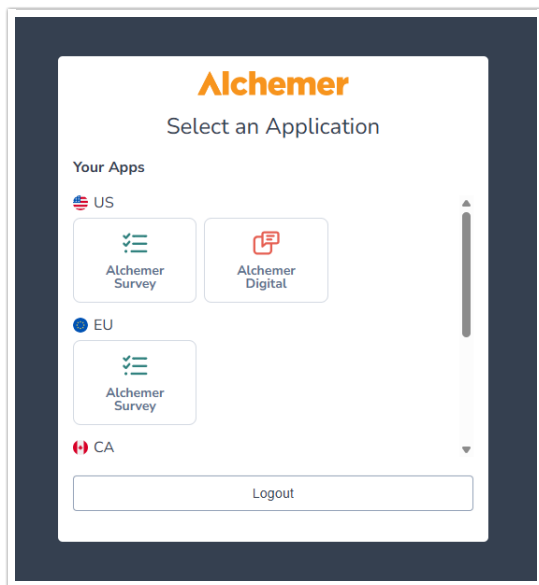 Alchemer
Select an Application
Your Apps
US
Alchemer
Survey
Alchemer
Digital
EU
Alchemer
Survey
CA
Logout